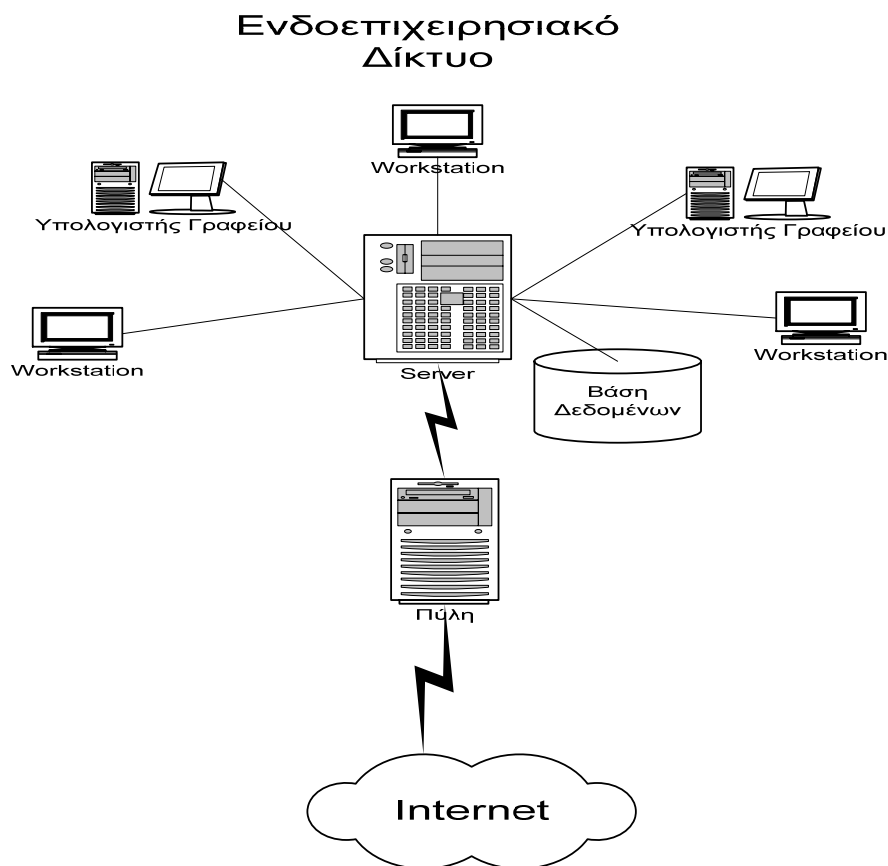 Ενδοεπιχειρησιακό
Δίκτυο
Workstation
Υπολογιστής Γραφείου
Υπολογιστής Γραφείου
Workstation
Workstation
Server
Βάση
Δεδομένων
Πύλη
Internet